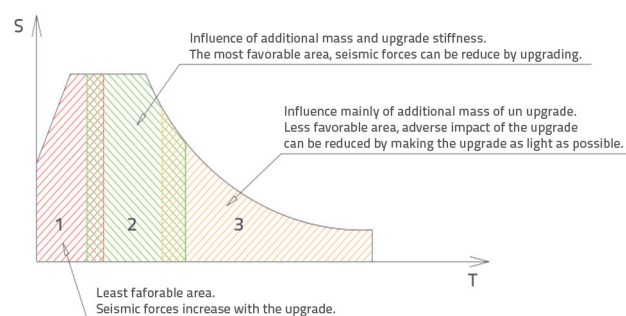 S
Influence of additional mass and upgrade stiffness.
The most favorable area, seismic forces can be reduce by upgrading.
Influence mainly of additional mass of un upgrade.
Less favorable area, adverse impact of the upgrade
can be reduced by making the upgrade as light as possible.
1
2
3
T
Least faforable area.
Seismic forces increase with the upgrade.